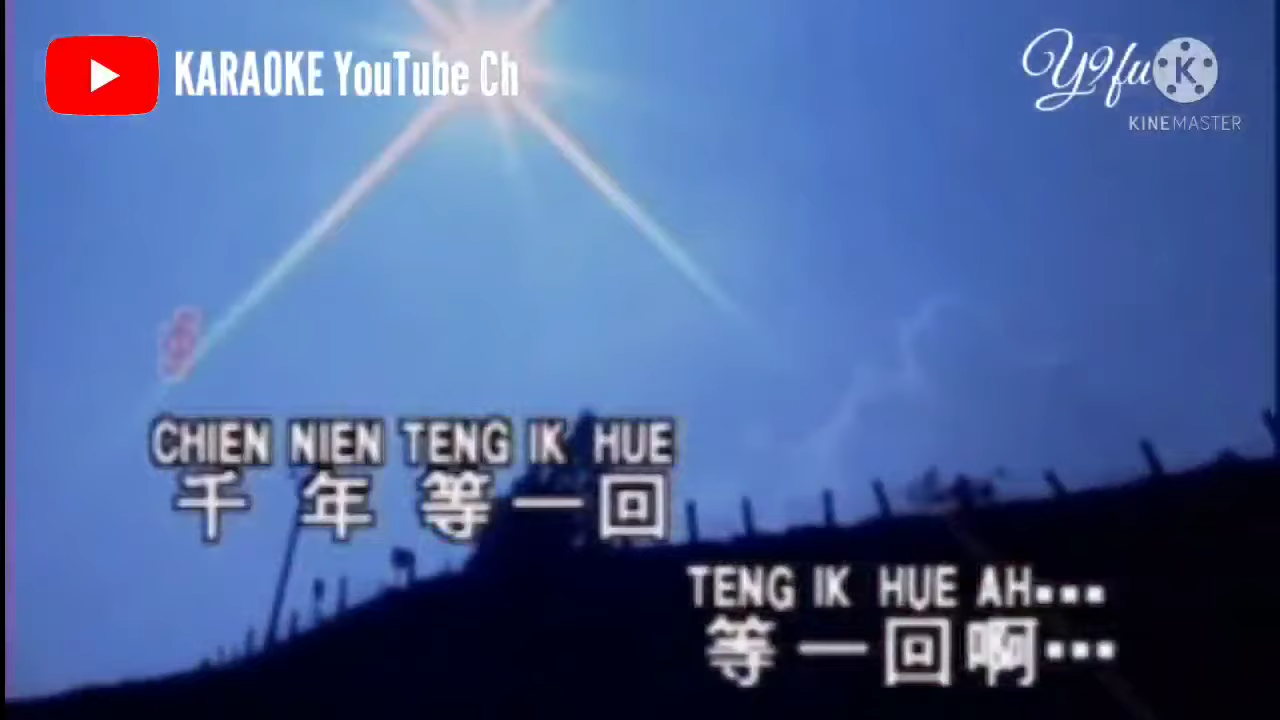 KARAOKE YouTube Ch
Y9fu
K
KINEMASTER
CHIEN NIEN TENG IK HUE
千年等一回
TENG IK HUE AH...
等一回啊...